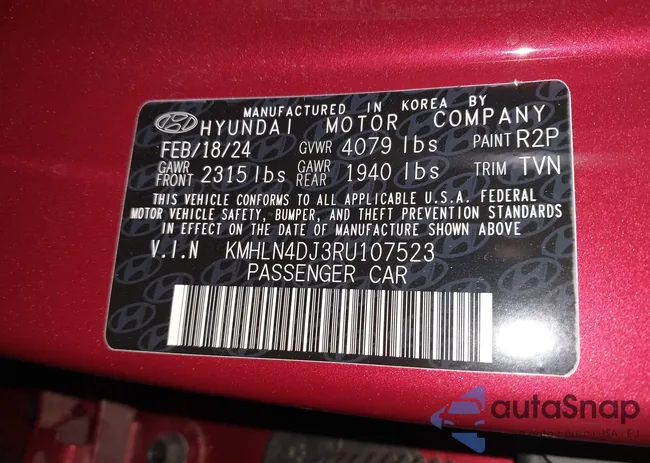 MANUFACTURED IN KOREA BY
HYUNDAI MOTOR COMPANY
FEB/18/24 GVWR 4079 lbs PAINT R2P
GAWR FRONT 2315 lbs GAWR REAR 1940 lbs TRIM TVN
THIS VEHICLE CONFORMS TO ALL APPLICABLE U.S.A. FEDERAL
MOTOR VEHICLE SAFETY, BUMPER, AND THEFT PREVENTION STANDARDS
IN EFFECT ON THE DATE OF MANUFACTURE SHOWN ABOVE
V.I.N KMHLN4DJ3RU107523
PASSENGER CAR
autaSnap